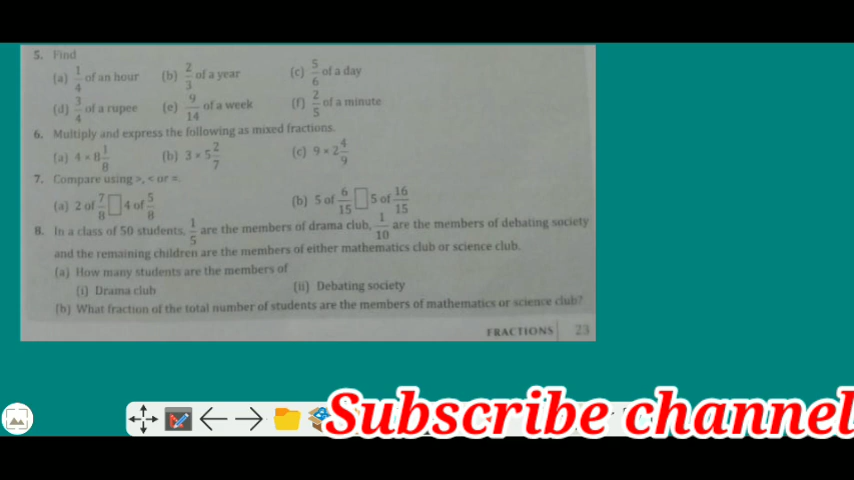 5. Find
(a) 1/4 of an hour (b) 2/3 of a year (c) 5/6 of a day
(d) 3/4 of a rupee (e) 9/14 of a week (f) 2/5 of a minute
6. Multiply and express the following as mixed fractions.
(a) 4 × 8 1/8 (b) 3 × 5 2/7 (c) 9 × 2 4/9
7. Compare using >, < or =.
(a) 2 of 7/8 □ 4 of 5/8 (b) 5 of 6/15 □ 5 of 16/15
8. In a class of 50 students, 1/5 are the members of drama club, 1/10 are the members of debating society
and the remaining children are the members of either mathematics club or science club.
(a) How many students are the members of
(i) Drama club (ii) Debating society
(b) What fraction of the total number of students are the members of mathematics or science club?
FRACTIONS 23
Subscribe channel